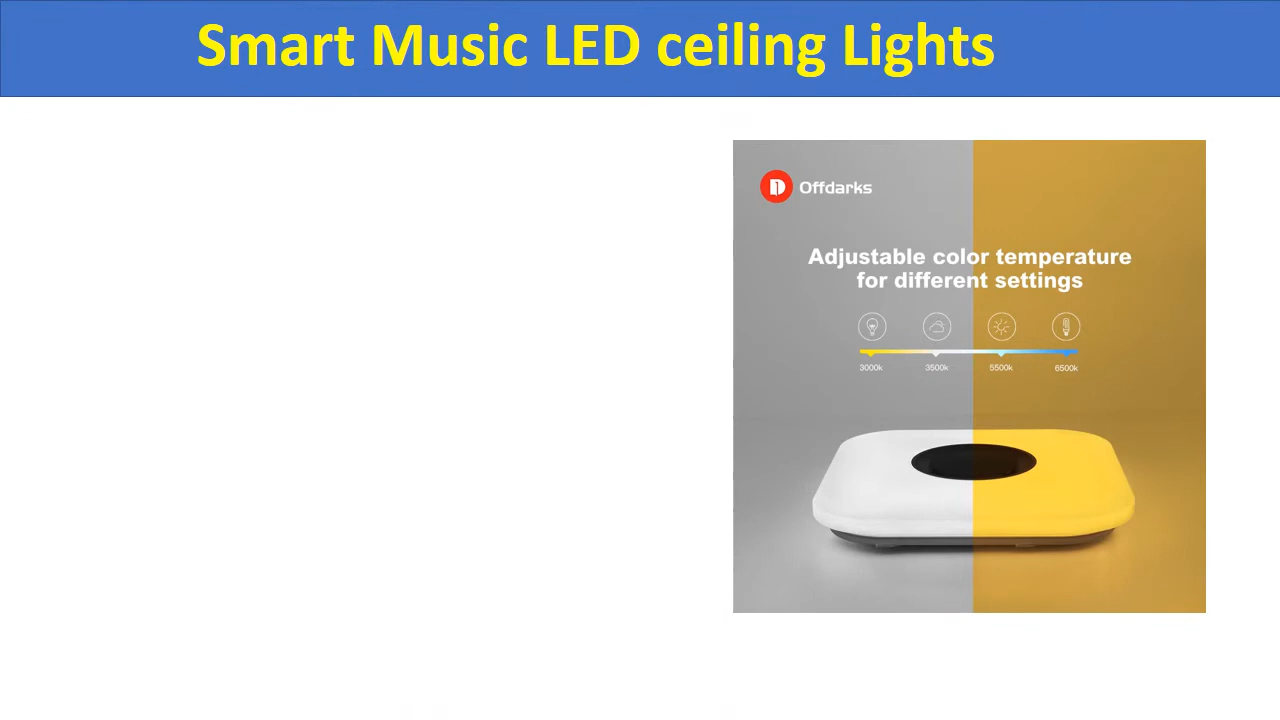 Smart Music LED ceiling Lights
Offdarks
Adjustable color temperature
for different settings
3000k 3500k 5500k 6500k